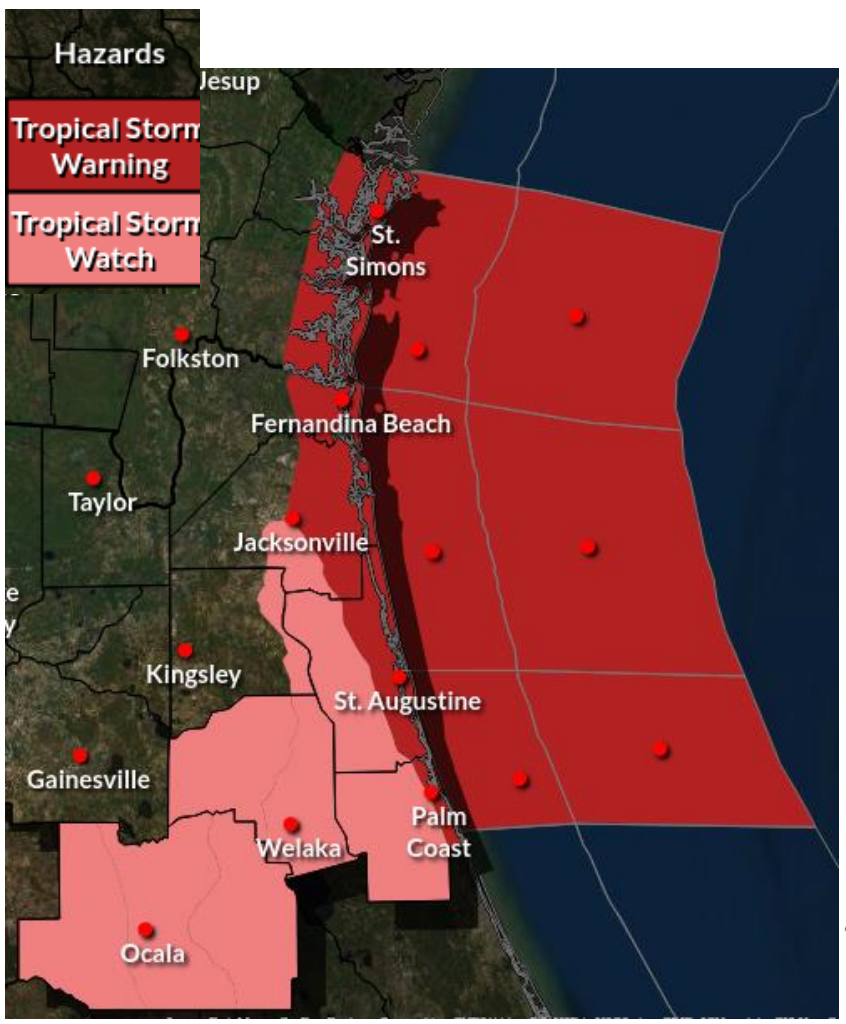 Hazards
Jesup
Tropical Storm
Warning
Tropical Storm
Watch
St.
Simons
Folkston
Fernandina Beach
Taylor
Jacksonville
e
y
Kingsley
St. Augustine
Gainesville
Palm
Coast
Welaka
Ocala